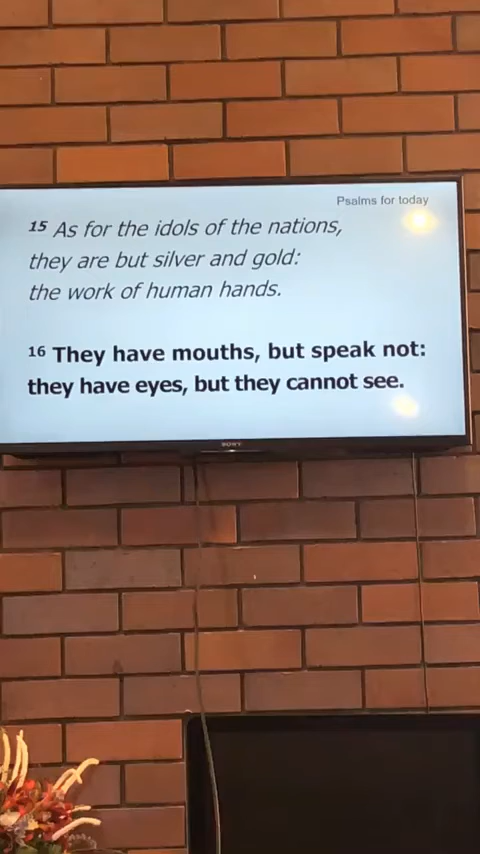 Psalms for today
15 As for the idols of the nations,
they are but silver and gold:
the work of human hands.
16 They have mouths, but speak not:
they have eyes, but they cannot see.
SONY